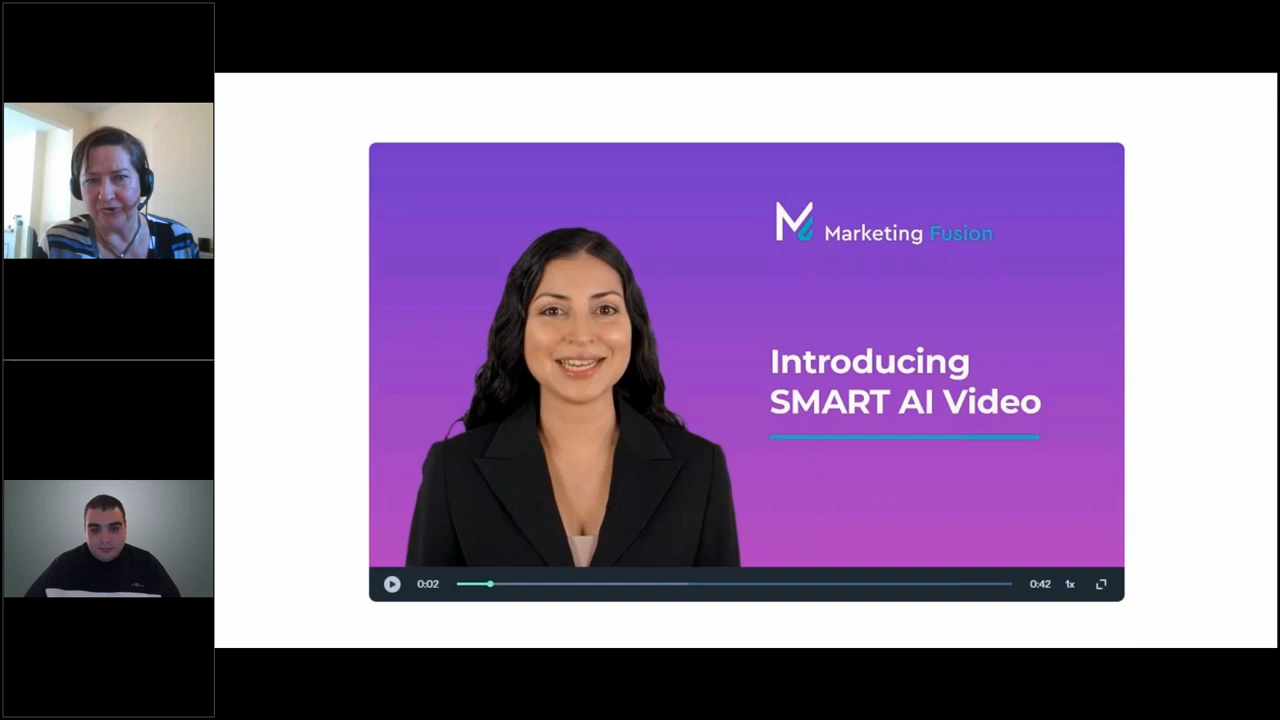 Marketing Fusion
Introducing
SMART AI Video
0:02
0:42
1x